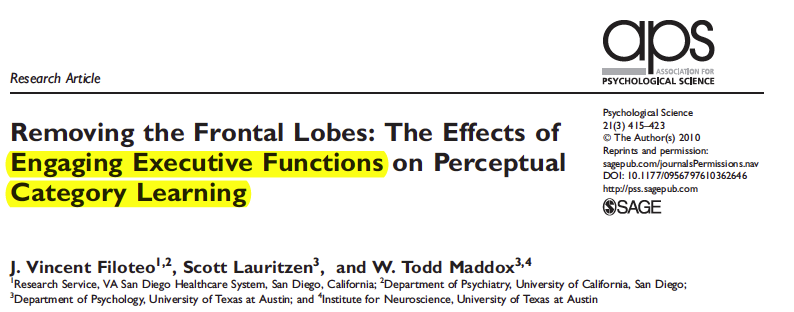 aps
ASSOCIATION FOR
PSYCHOLOGICAL SCIENCE
Research Article
Removing the Frontal Lobes: The Effects of
Engaging Executive Functions on Perceptual
Category Learning
Psychological Science
21(3) 415–423
© The Author(s) 2010
Reprints and permission:
sagepub.com/journalsPermissions.nav
DOI: 10.1177/0956797610362646
http://pss.sagepub.com
SAGE
J. Vincent Filoteo1,2, Scott Lauritzen3, and W. Todd Maddox3,4
1Research Service, VA San Diego Healthcare System, San Diego, California; 2Department of Psychiatry, University of California, San Diego;
3Department of Psychology, University of Texas at Austin; and 4Institute for Neuroscience, University of Texas at Austin